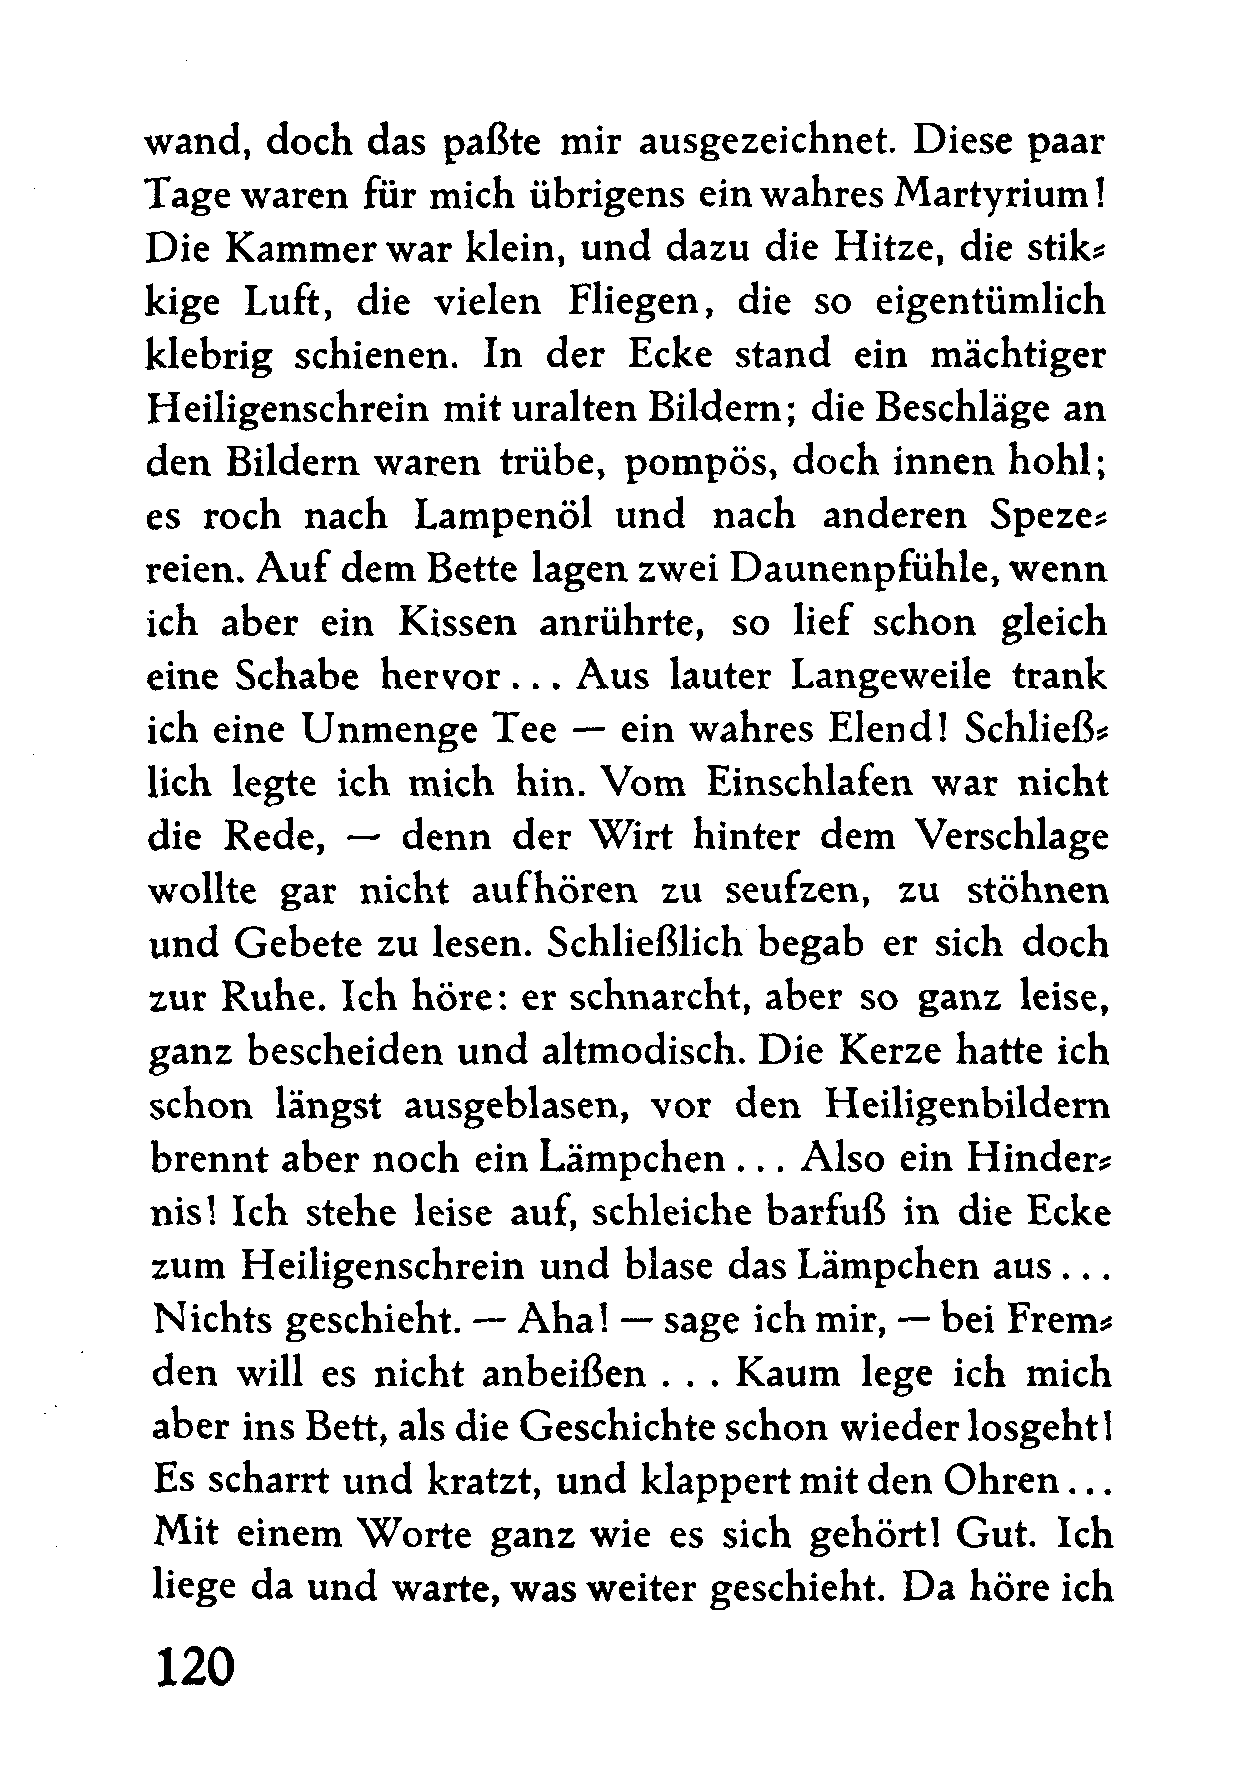 wand, doch das paßte mir ausgezeichnet. Diese paar
Tage waren für mich übrigens ein wahres Martyrium!
Die Kammer war klein, und dazu die Hitze, die stik⸗
kige Luft, die vielen Fliegen, die so eigentümlich
klebrig schienen. In der Ecke stand ein mächtiger
Heiligenschrein mit uralten Bildern; die Beschläge an
den Bildern waren trübe, pompös, doch innen hohl;
es roch nach Lampenöl und nach anderen Speze⸗
reien. Auf dem Bette lagen zwei Daunenpfühle, wenn
ich aber ein Kissen anrührte, so lief schon gleich
eine Schabe hervor ... Aus lauter Langeweile trank
ich eine Unmenge Tee — ein wahres Elend! Schließ⸗
lich legte ich mich hin. Vom Einschlafen war nicht
die Rede, — denn der Wirt hinter dem Verschlage
wollte gar nicht aufhören zu seufzen, zu stöhnen
und Gebete zu lesen. Schließlich begab er sich doch
zur Ruhe. Ich höre: er schnarcht, aber so ganz leise,
ganz bescheiden und altmodisch. Die Kerze hatte ich
schon längst ausgeblasen, vor den Heiligenbildern
brennt aber noch ein Lämpchen ... Also ein Hinder⸗
nis! Ich stehe leise auf, schleiche barfuß in die Ecke
zum Heiligenschrein und blase das Lämpchen aus ...
Nichts geschieht. — Aha! — sage ich mir, — bei Frem⸗
den will es nicht anbeißen ... Kaum lege ich mich
aber ins Bett, als die Geschichte schon wieder losgeht!
Es scharrt und kratzt, und klappert mit den Ohren ...
Mit einem Worte ganz wie es sich gehört! Gut. Ich
liege da und warte, was weiter geschieht. Da höre ich
120